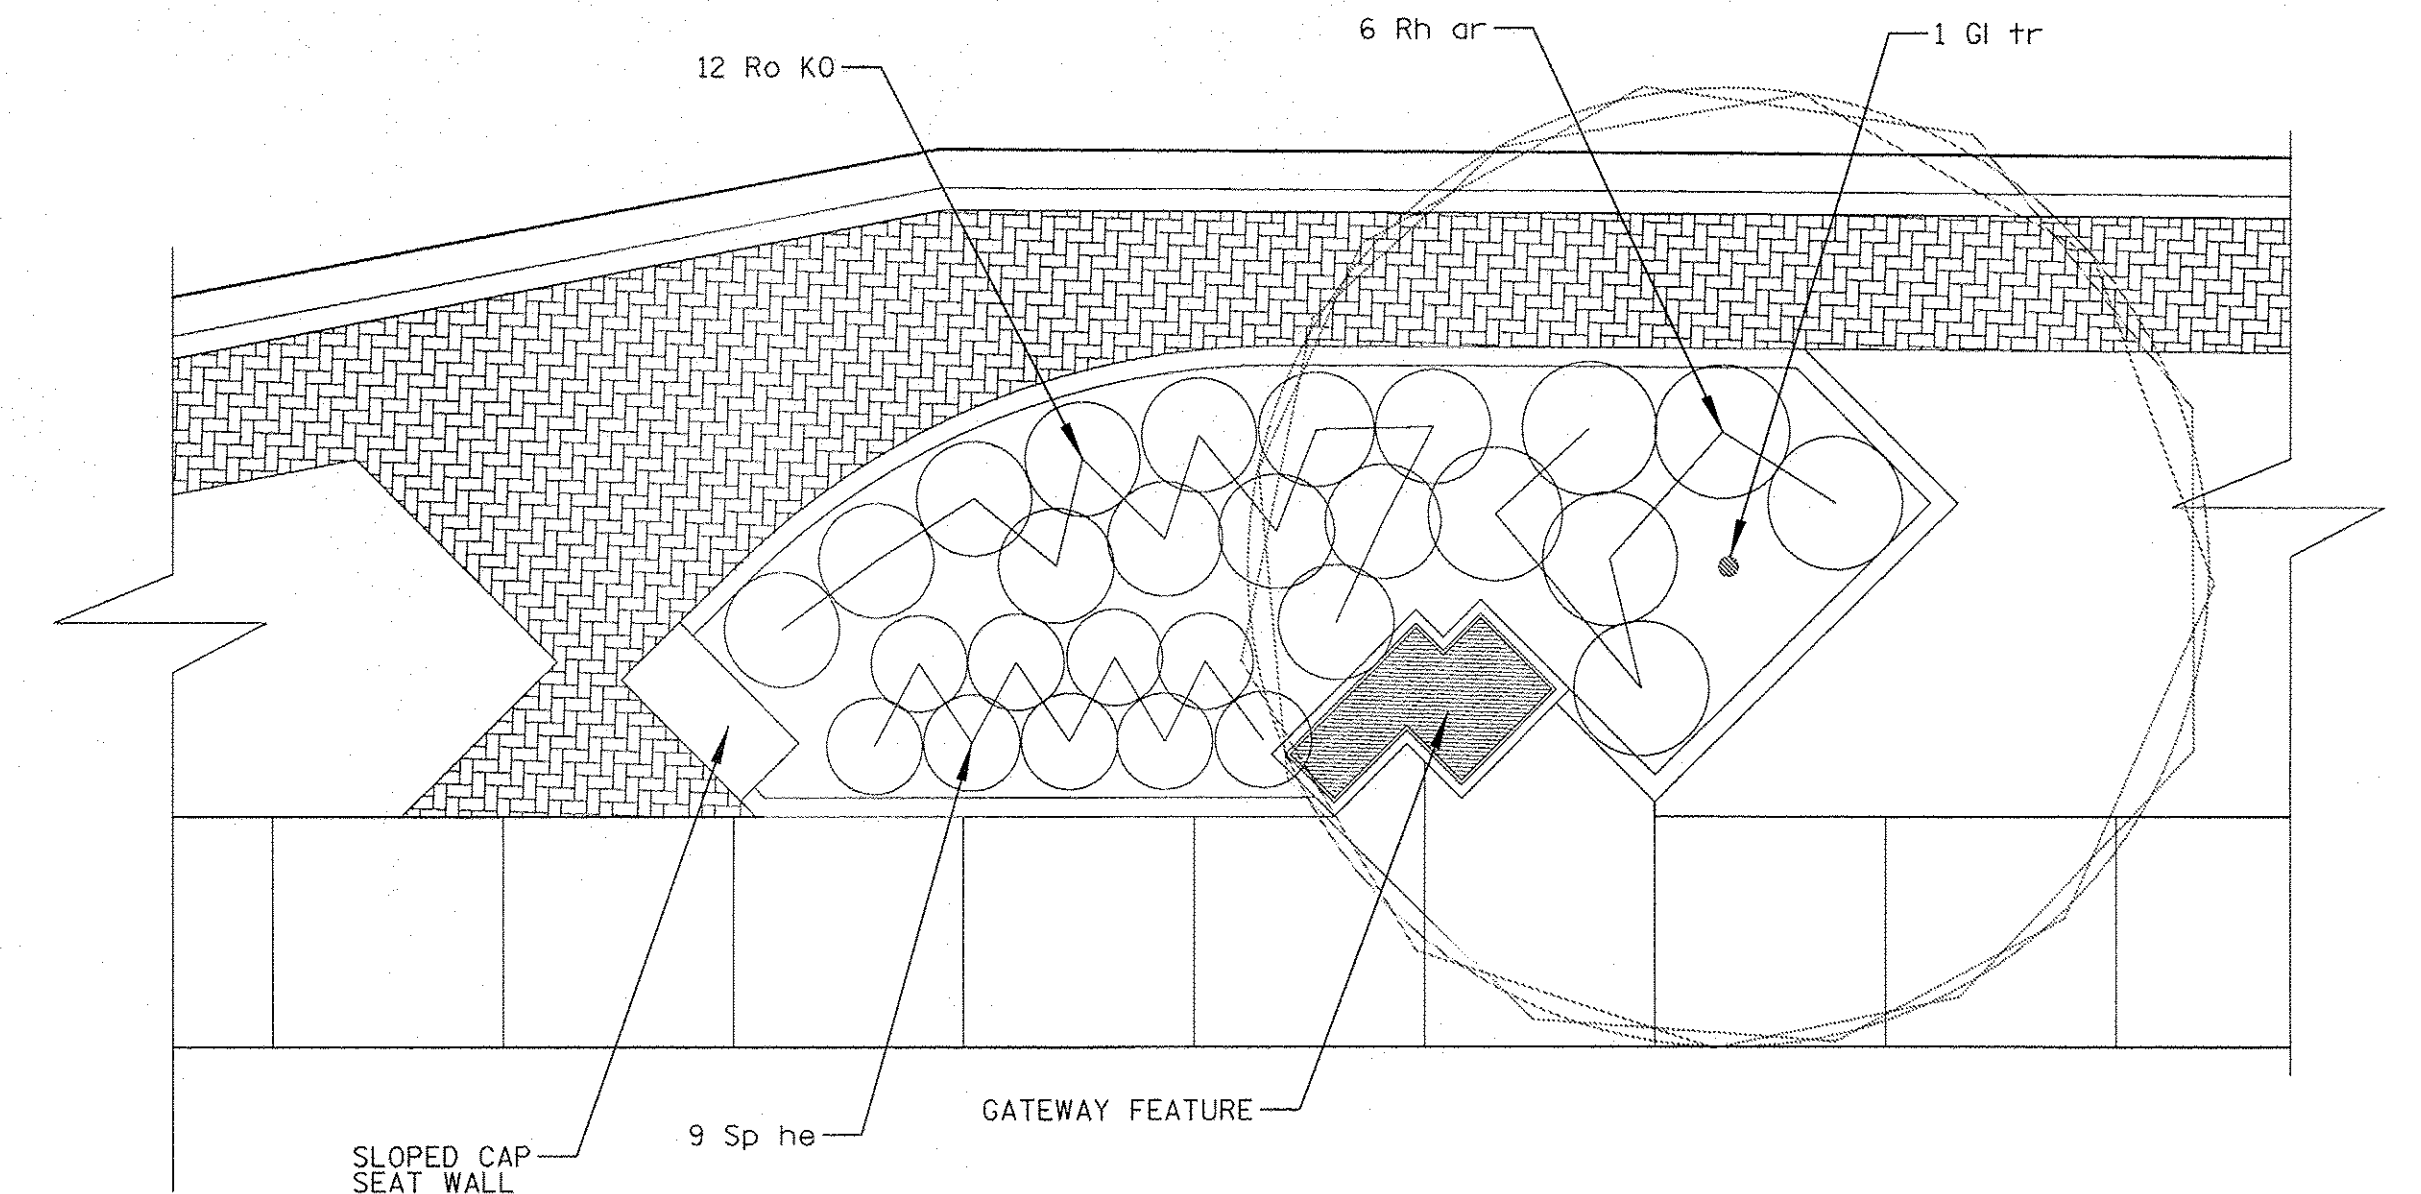 6 Rh ar
1 Gl tr
12 Ro KO
GATEWAY FEATURE
9 Sp he
SLOPED CAP
SEAT WALL